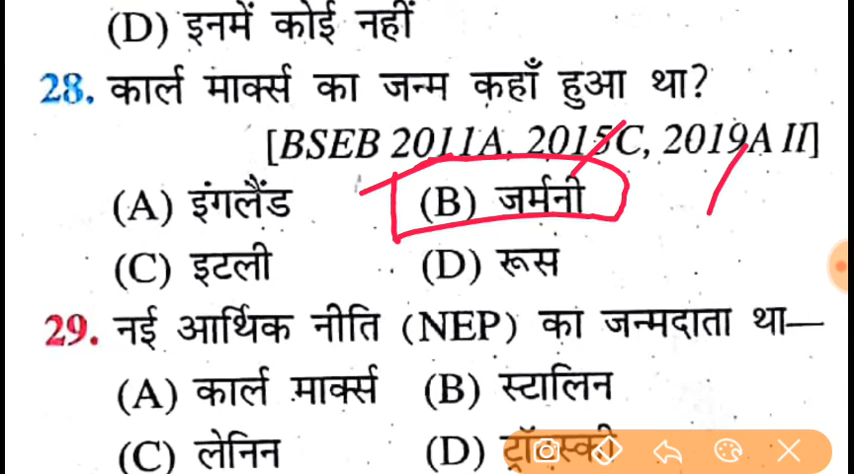 (D) इनमें कोई नहीं
28. कार्ल मार्क्स का जन्म कहाँ हुआ था?
[BSEB 2011A, 2015C, 2019A II]
(A) इंगलैंड (B) जर्मनी
(C) इटली (D) रूस
29. नई आर्थिक नीति (NEP) का जन्मदाता था—
(A) कार्ल मार्क्स (B) स्टालिन
(C) लेनिन (D)